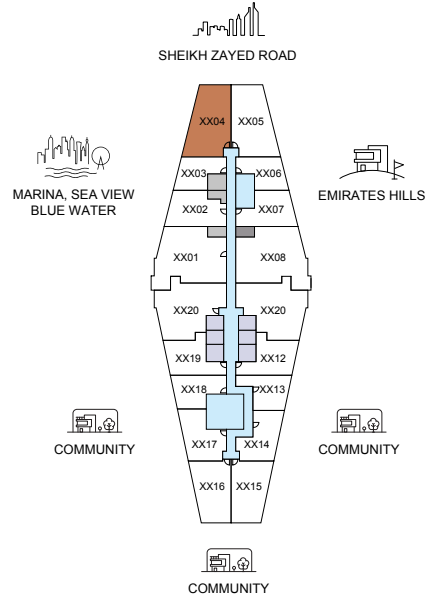 SHEIKH ZAYED ROAD
XX04
XX05
MARINA, SEA VIEW
BLUE WATER
EMIRATES HILLS
XX03
XX06
XX02
XX07
XX01
XX08
XX20
XX20
XX19
XX12
XX18
XX13
COMMUNITY
COMMUNITY
XX17
XX14
XX16
XX15
COMMUNITY